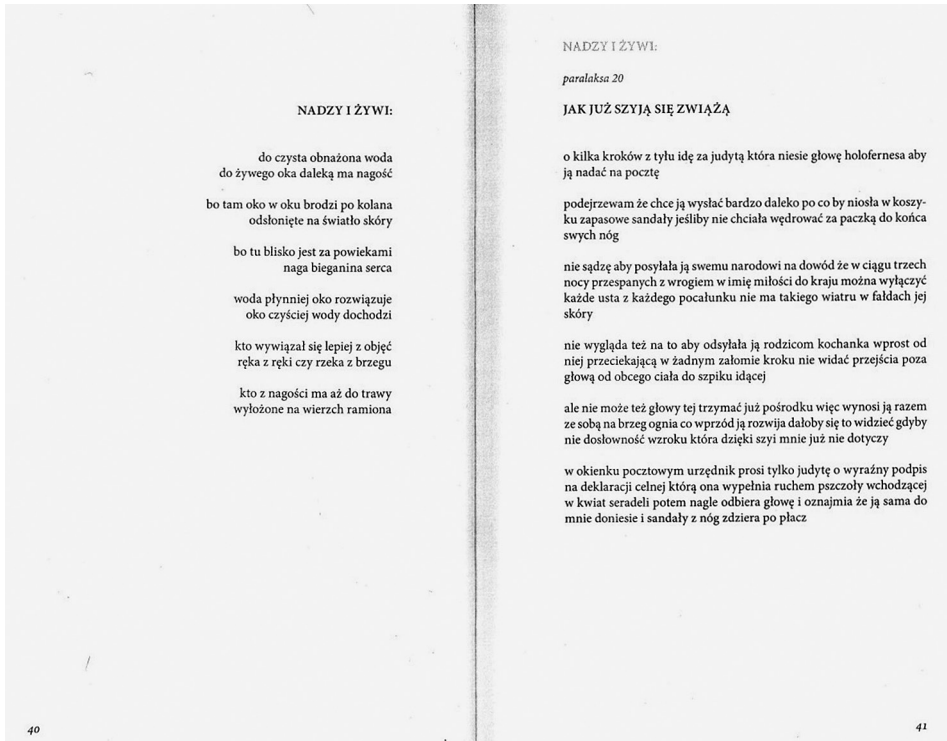 NADZY I ŻYWI:
do czysta obnażona woda
do żywego oka daleką ma nagość
bo tam oko w oku brodzi po kolana
odsłonięte na światło skóry
bo tu blisko jest za powiekami
naga bieganina serca
woda płynniej oko rozwiązuje
oko czyściej wody dochodzi
kto wywiązał się lepiej z objęć
ręka z ręki czy rzeka z brzegu
kto z nagości ma aż do trawy
wyłożone na wierzch ramiona
40
NADZY I ŻYWI:
paralaksa 20
JAK JUŻ SZYJĄ SIĘ ZWIĄŻĄ
o kilka kroków z tyłu idę za judytą która niesie głowę holofernesa aby
ją nadać na pocztę
podejrzewam że chce ją wysłać bardzo daleko po co by niosła w koszy-
ku zapasowe sandały jeśliby nie chciała wędrować za paczką do końca
swych nóg
nie sądzę aby posyłała ją swemu narodowi na dowód że w ciągu trzech
nocy przespanych z wrogiem w imię miłości do kraju można wyłączyć
każde usta z każdego pocałunku nie ma takiego wiatru w fałdach jej
skóry
nie wygląda też na to aby odsyłała ją rodzicom kochanka wprost od
niej przeciekającą w żadnym załomie kroku nie widać przejścia poza
głową od obcego ciała do szpiku idącej
ale nie może też głowy tej trzymać już pośrodku więc wynosi ją razem
ze sobą na brzeg ognia co wprzód ją rozwija dałoby się to widzieć gdyby
nie dosłowność wzroku która dzięki szyi mnie już nie dotyczy
w okienku pocztowym urzędnik prosi tylko judytę o wyraźny podpis
na deklaracji celnej którą ona wypełnia ruchem pszczoły wchodzącej
w kwiat seradeli potem nagle odbiera głowę i oznajmia że ją sama do
mnie doniesie i sandały z nóg zdziera po płacz
41